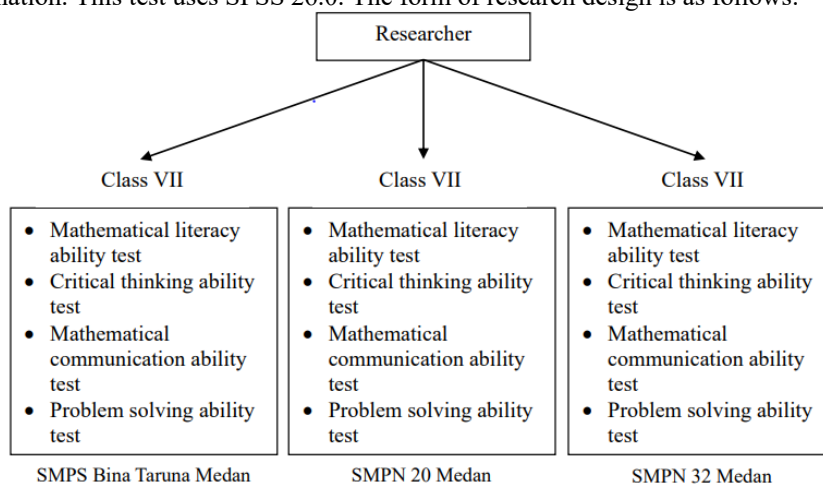 nation. This test uses SPSS 26.0. The form of research design is as follows:
Researcher
Class VII
Class VII
Class VII
• Mathematical literacy
ability test
• Critical thinking ability
test
• Mathematical
communication ability
test
• Problem solving ability
test
• Mathematical literacy
ability test
• Critical thinking ability
test
• Mathematical
communication ability
test
• Problem solving ability
test
• Mathematical literacy
ability test
• Critical thinking ability
test
• Mathematical
communication ability
test
• Problem solving ability
test
SMPS Bina Taruna Medan
SMPN 20 Medan
SMPN 32 Medan